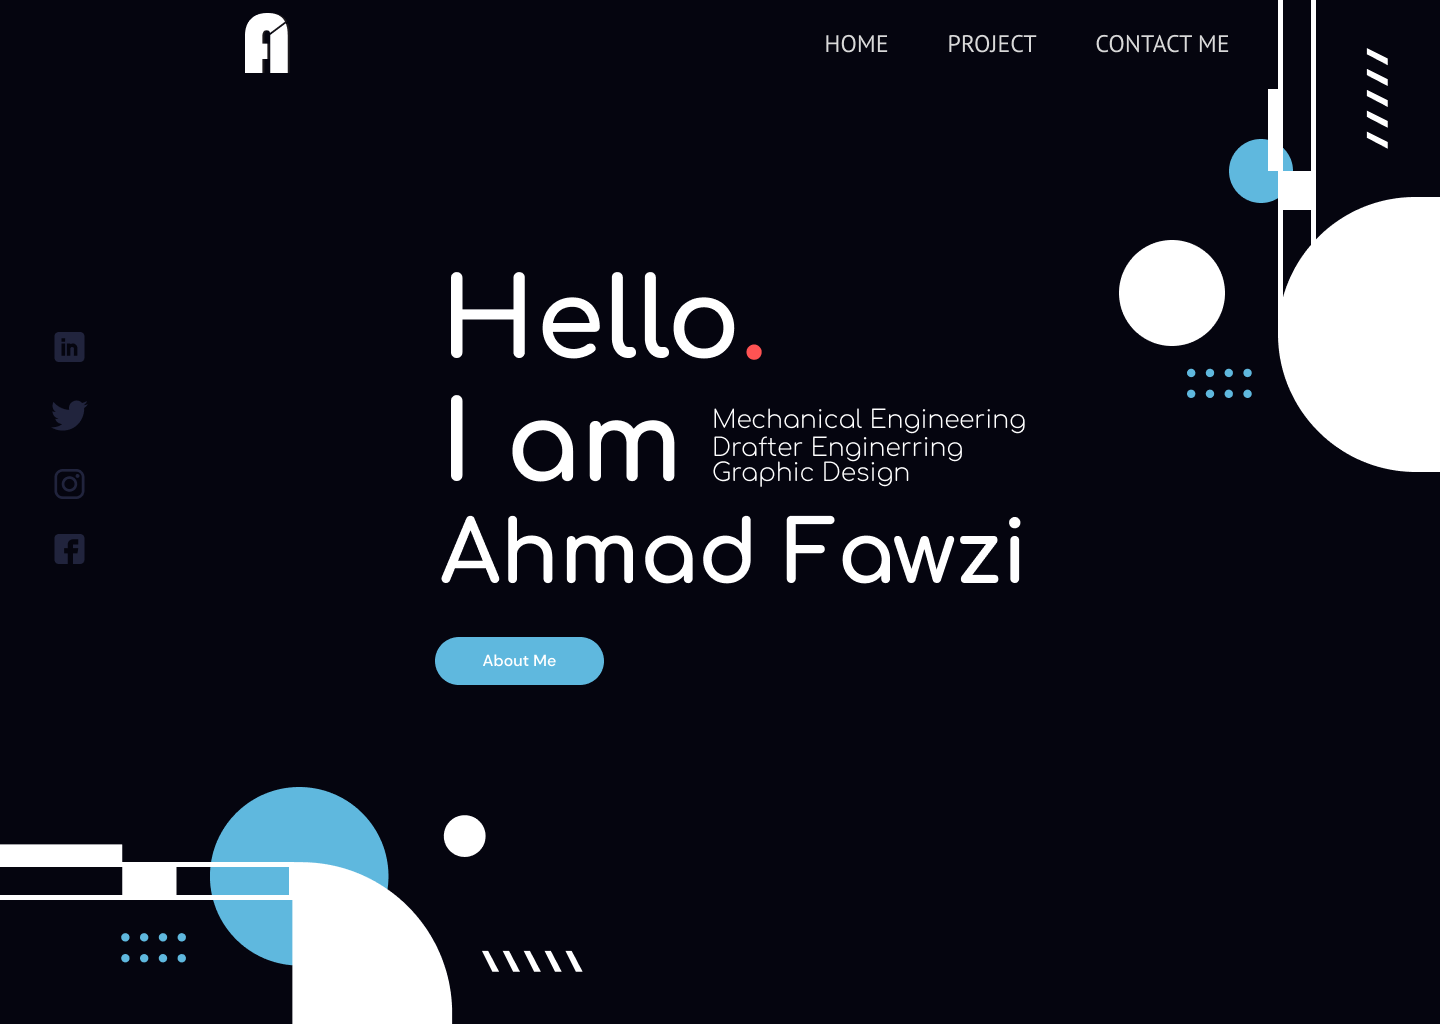 HOME PROJECT CONTACT ME
Hello.
I am
Mechanical Engineering
Drafter Enginerring
Graphic Design
Ahmad Fawzi
About Me